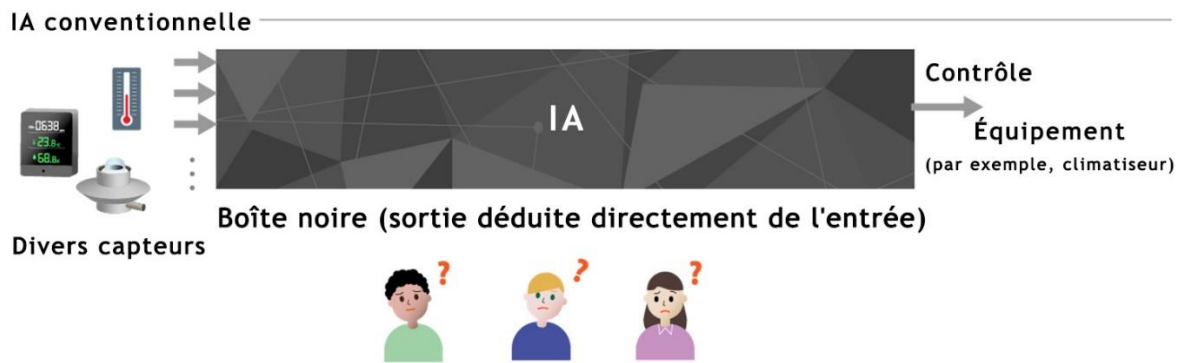 IA conventionnelle
IA
Contrôle
Équipement
(par exemple, climatiseur)
Boîte noire (sortie déduite directement de l'entrée)
Divers capteurs
? ? ?